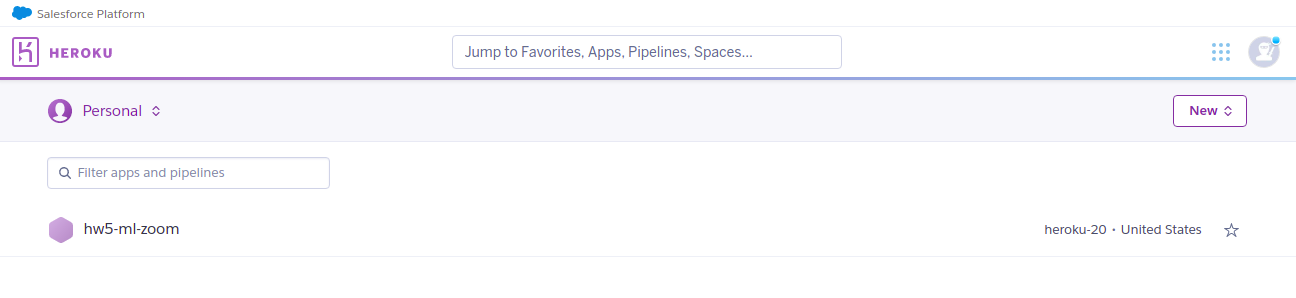 Salesforce Platform
HEROKU
Jump to Favorites, Apps, Pipelines, Spaces...
Personal
New
Filter apps and pipelines
hw5-ml-zoom
heroku-20 • United States